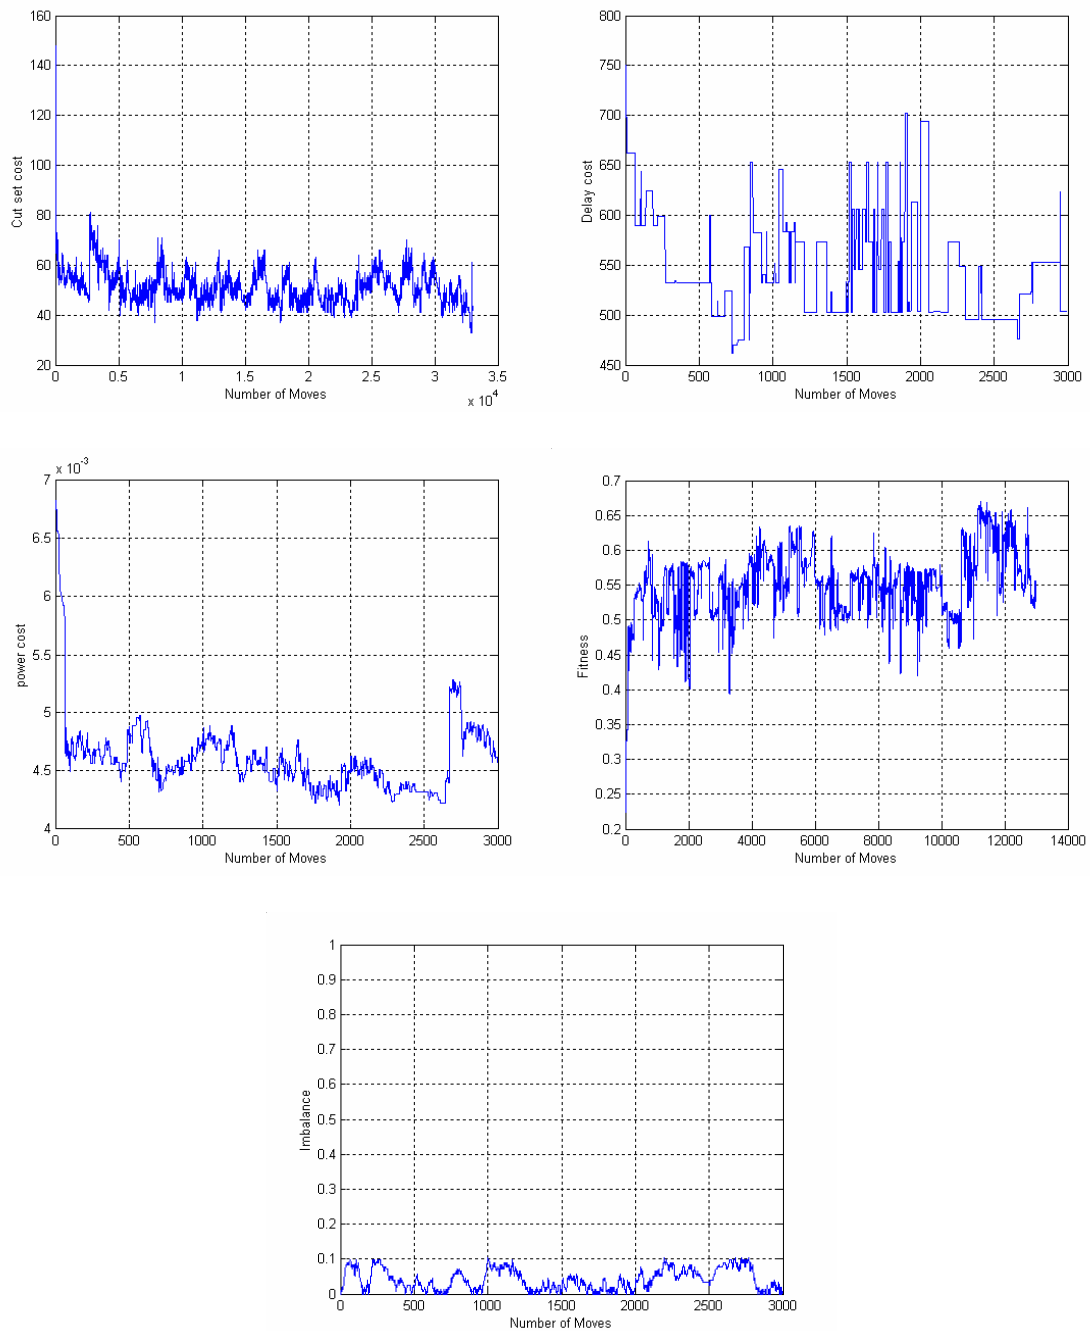 160
140
120
100
80
60
40
20
Cut set cost
0 0.5 1 1.5 2 2.5 3 3.5
Number of Moves
x 10^4
800
750
700
650
600
550
500
450
Delay cost
0 500 1000 1500 2000 2500 3000
Number of Moves
x 10^-3
7
6.5
6
5.5
5
4.5
4
power cost
0 500 1000 1500 2000 2500 3000
Number of Moves
0.7
0.65
0.6
0.55
0.5
0.45
0.4
0.35
0.3
0.25
0.2
Fitness
0 2000 4000 6000 8000 10000 12000 14000
Number of Moves
1
0.9
0.8
0.7
0.6
0.5
0.4
0.3
0.2
0.1
0
Imbalance
0 500 1000 1500 2000 2500 3000
Number of Moves